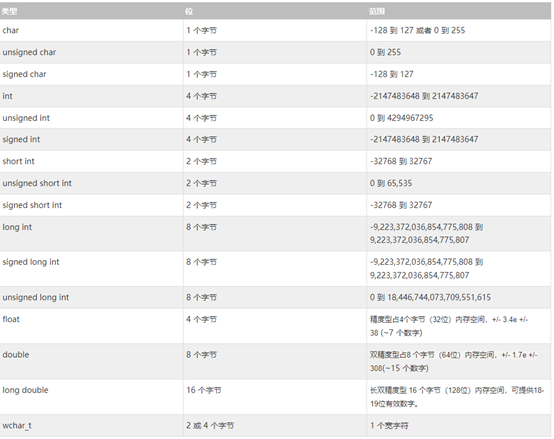 类型 位 范围
char 1 个字节 -128 到 127 或者 0 到 255
unsigned char 1 个字节 0 到 255
signed char 1 个字节 -128 到 127
int 4 个字节 -2147483648 到 2147483647
unsigned int 4 个字节 0 到 4294967295
signed int 4 个字节 -2147483648 到 2147483647
short int 2 个字节 -32768 到 32767
unsigned short int 2 个字节 0 到 65,535
signed short int 2 个字节 -32768 到 32767
long int 8 个字节 -9,223,372,036,854,775,808 到
9,223,372,036,854,775,807
signed long int 8 个字节 -9,223,372,036,854,775,808 到
9,223,372,036,854,775,807
unsigned long int 8 个字节 0 到 18,446,744,073,709,551,615
float 4 个字节 精度型占4个字节（32位）内存空间，+/- 3.4e +/-
38 (~7 个数字)
double 8 个字节 双精度型占8 个字节（64位）内存空间，+/- 1.7e +/-
308(~15 个数字)
long double 16 个字节 长双精度型 16 个字节（128位）内存空间，可提供18-
19位有效数字。
wchar_t 2 或 4 个字节 1 个宽字符